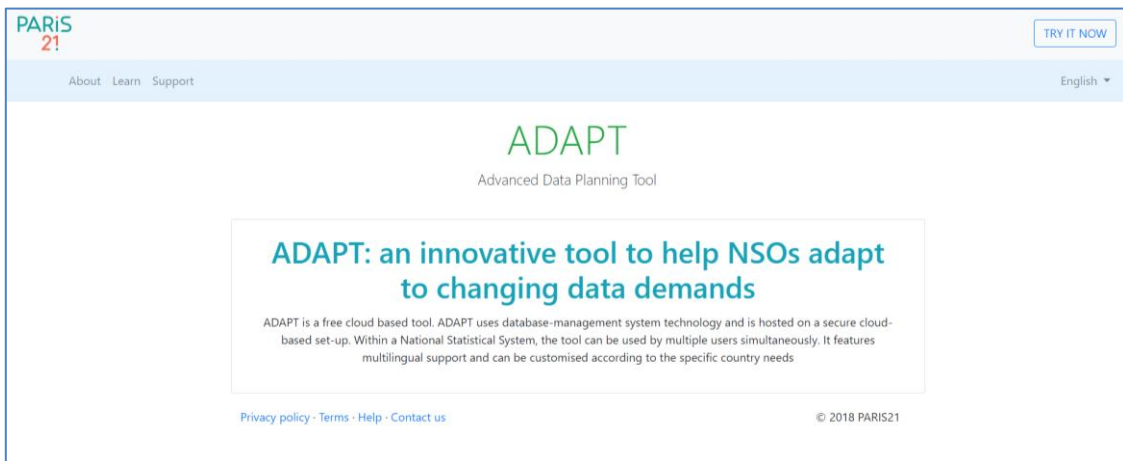 PARiS
21
TRY IT NOW
About Learn Support
English
ADAPT
Advanced Data Planning Tool
ADAPT: an innovative tool to help NSOs adapt
to changing data demands
ADAPT is a free cloud based tool. ADAPT uses database-management system technology and is hosted on a secure cloud-
based set-up. Within a National Statistical System, the tool can be used by multiple users simultaneously. It features
multilingual support and can be customised according to the specific country needs
Privacy policy · Terms · Help · Contact us
© 2018 PARIS21